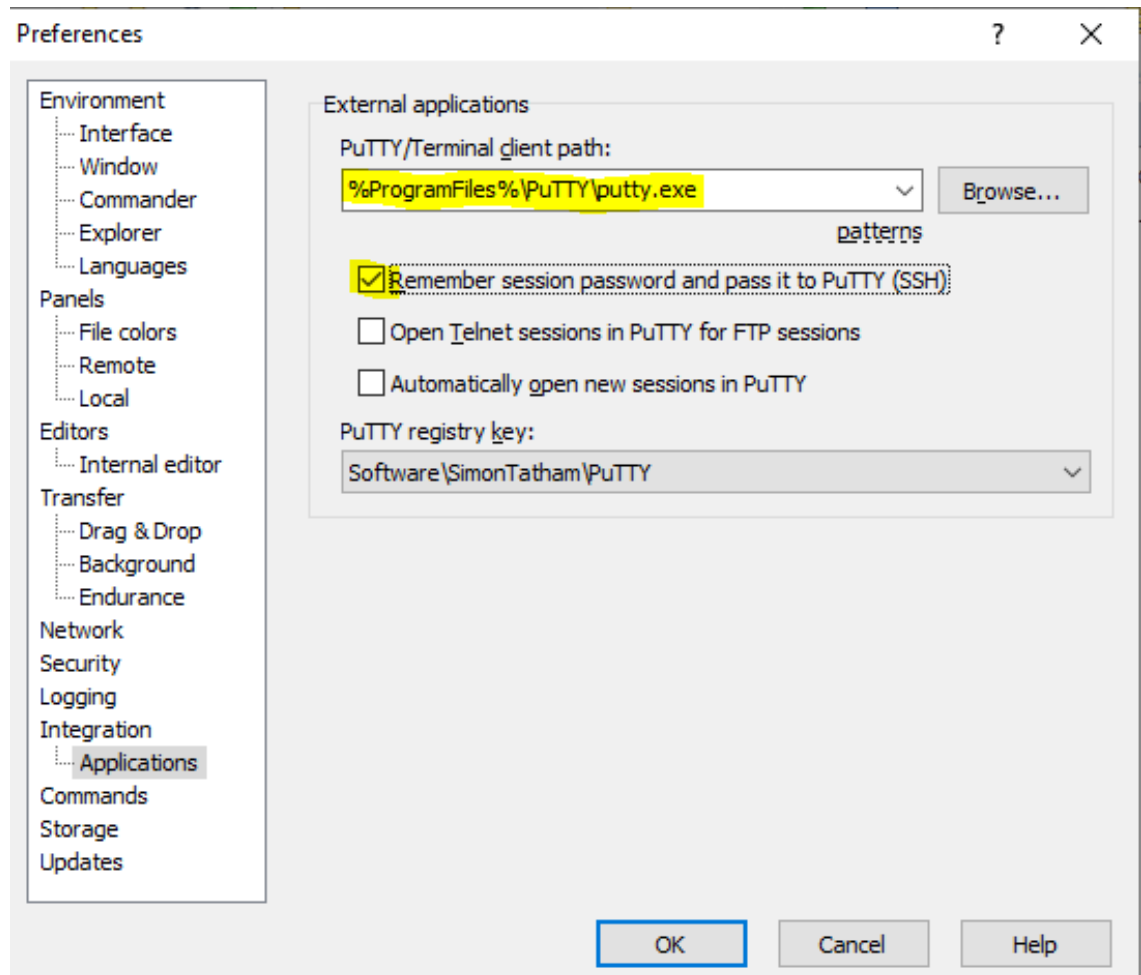 Preferences
?
Environment
Interface
Window
Commander
Explorer
Languages
Panels
File colors
Remote
Local
Editors
Internal editor
Transfer
Drag & Drop
Background
Endurance
Network
Security
Logging
Integration
Applications
Commands
Storage
Updates
External applications
PuTTY/Terminal client path:
%ProgramFiles%\PuTTY\putty.exe
Browse...
patterns
Remember session password and pass it to PuTTY (SSH)
Open Telnet sessions in PuTTY for FTP sessions
Automatically open new sessions in PuTTY
PuTTY registry key:
Software\SimonTatham\PuTTY
OK
Cancel
Help